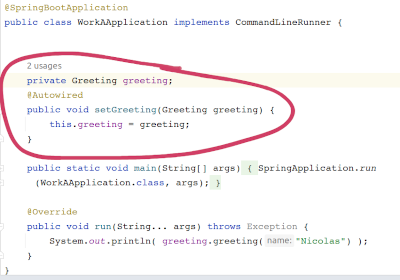 @SpringBootApplication
public class WorkAApplication implements CommandLineRunner {
2 usages
private Greeting greeting;
@Autowired
public void setGreeting(Greeting greeting) {
this.greeting = greeting;
}
public static void main(String[] args) { SpringApplication.run
(WorkAApplication.class, args); }
@Override
public void run(String... args) throws Exception {
System.out.println( greeting.greeting( name: "Nicolas") );
}
}